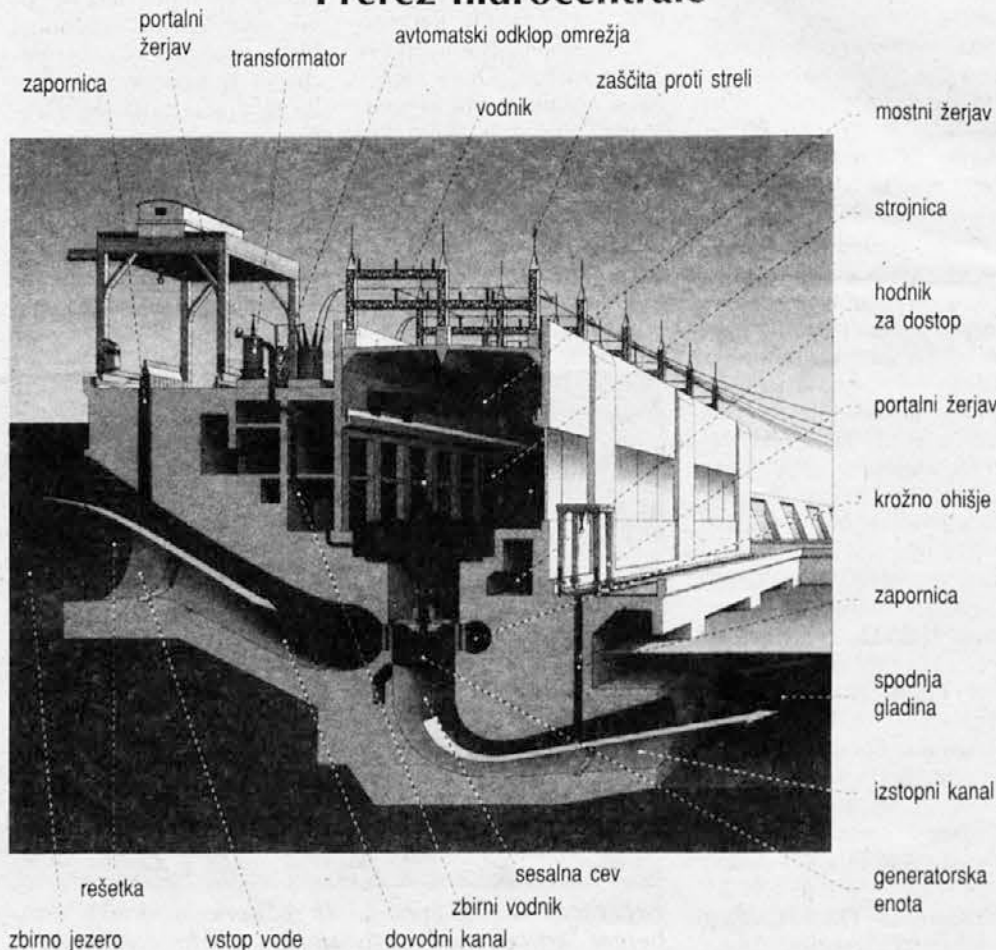 Prerez hidrocentrale
portalni
žerjav
avtomatski odklop omrežja
transformator
zaščita proti streli
zapornica
vodnik
mostni žerjav
strojnica
hodnik
za dostop
portalni žerjav
krožno ohišje
zapornica
spodnja
gladina
izstopni kanal
generatorska
enota
sesalna cev
rešetka
zbirni vodnik
zbirno jezero
vstop vode
dovodni kanal